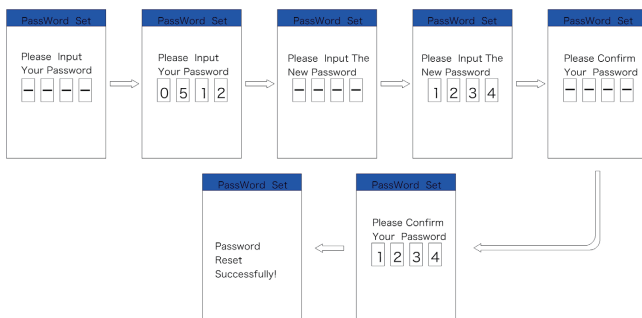 PassWord Set
Please Input
Your Password
– – – –
PassWord Set
Please Input
Your Password
0 5 1 2
PassWord Set
Please Input The
New Password
– – – –
PassWord Set
Please Input The
New Password
1 2 3 4
PassWord Set
Please Confirm
Your Password
– – – –
PassWord Set
Please Confirm
Your Password
1 2 3 4
PassWord Set
Password
Reset
Successfully!